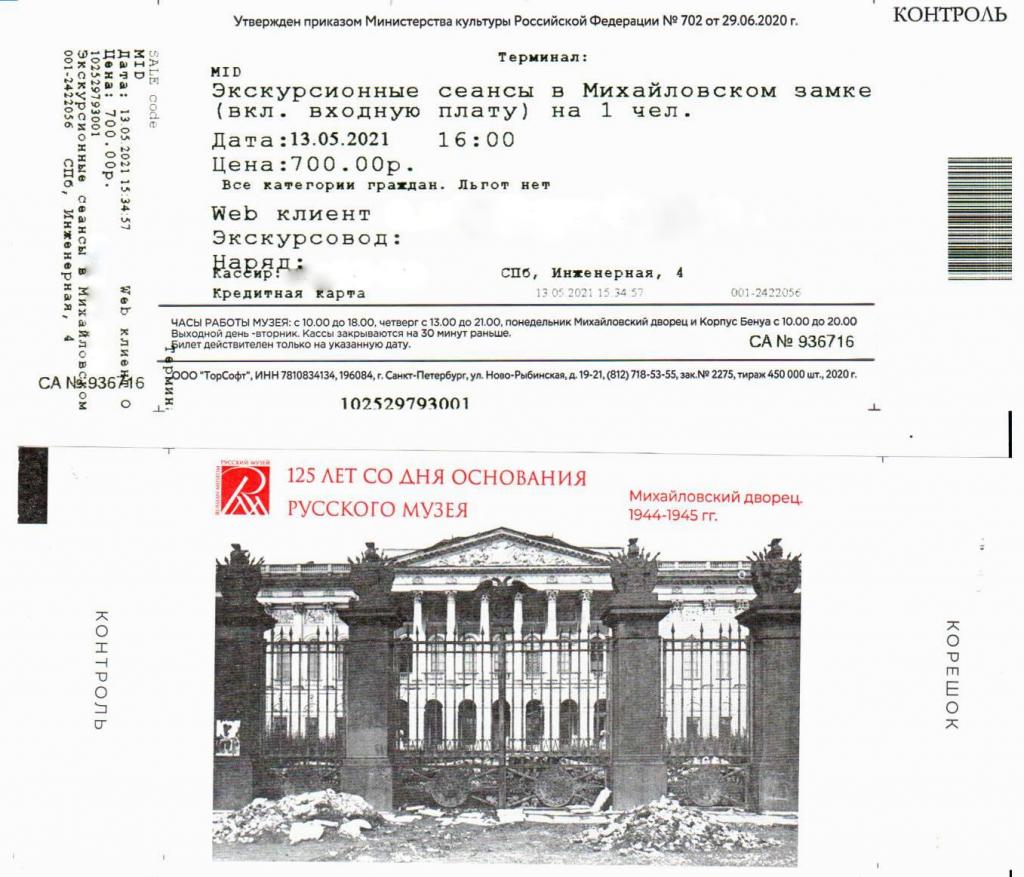 Утвержден приказом Министерства культуры Российской Федерации № 702 от 29.06.2020 г.
КОНТРОЛЬ
Терминал:
MID
Экскурсионные сеансы в Михайловском замке
(вкл. входную плату) на 1 чел.
Дата:13.05.2021 16:00
Цена:700.00р.
Все категории граждан. Льгот нет
Web клиент
Экскурсовод:
Наряд:
Кассир:
СПб, Инженерная, 4
Кредитная карта
13 05 2021 15.34 57
001-2422056
ЧАСЫ РАБОТЫ МУЗЕЯ: с 10.00 до 18.00, четверг с 13.00 до 21.00, понедельник Михайловский дворец и Корпус Бенуа с 10.00 до 20.00
Выходной день -вторник. Кассы закрываются на 30 минут раньше.
Билет действителен только на указанную дату.
СА № 936716
ООО "ТорСофт", ИНН 7810834134, 196084, г. Санкт-Петербург, ул. Ново-Рыбинская, д. 19-21, (812) 718-53-55, зак.№ 2275, тираж 450 000 шт., 2020 г.
102529793001
SALE code
MID
Дата: 13.05.2021 15:34:57 Web клиент О
Цена: 700.00р.
102529793001
Экскурсионные сеансы в Михайловском
001-2422056 СПб, Инженерная, 4
Термин:
СА № 936716
РУССКИЙ МУЗЕЙ
RUSSIAN MUSEUM
125 ЛЕТ СО ДНЯ ОСНОВАНИЯ
РУССКОГО МУЗЕЯ
Михайловский дворец.
1944-1945 гг.
КОНТРОЛЬ
КОРЕШОК